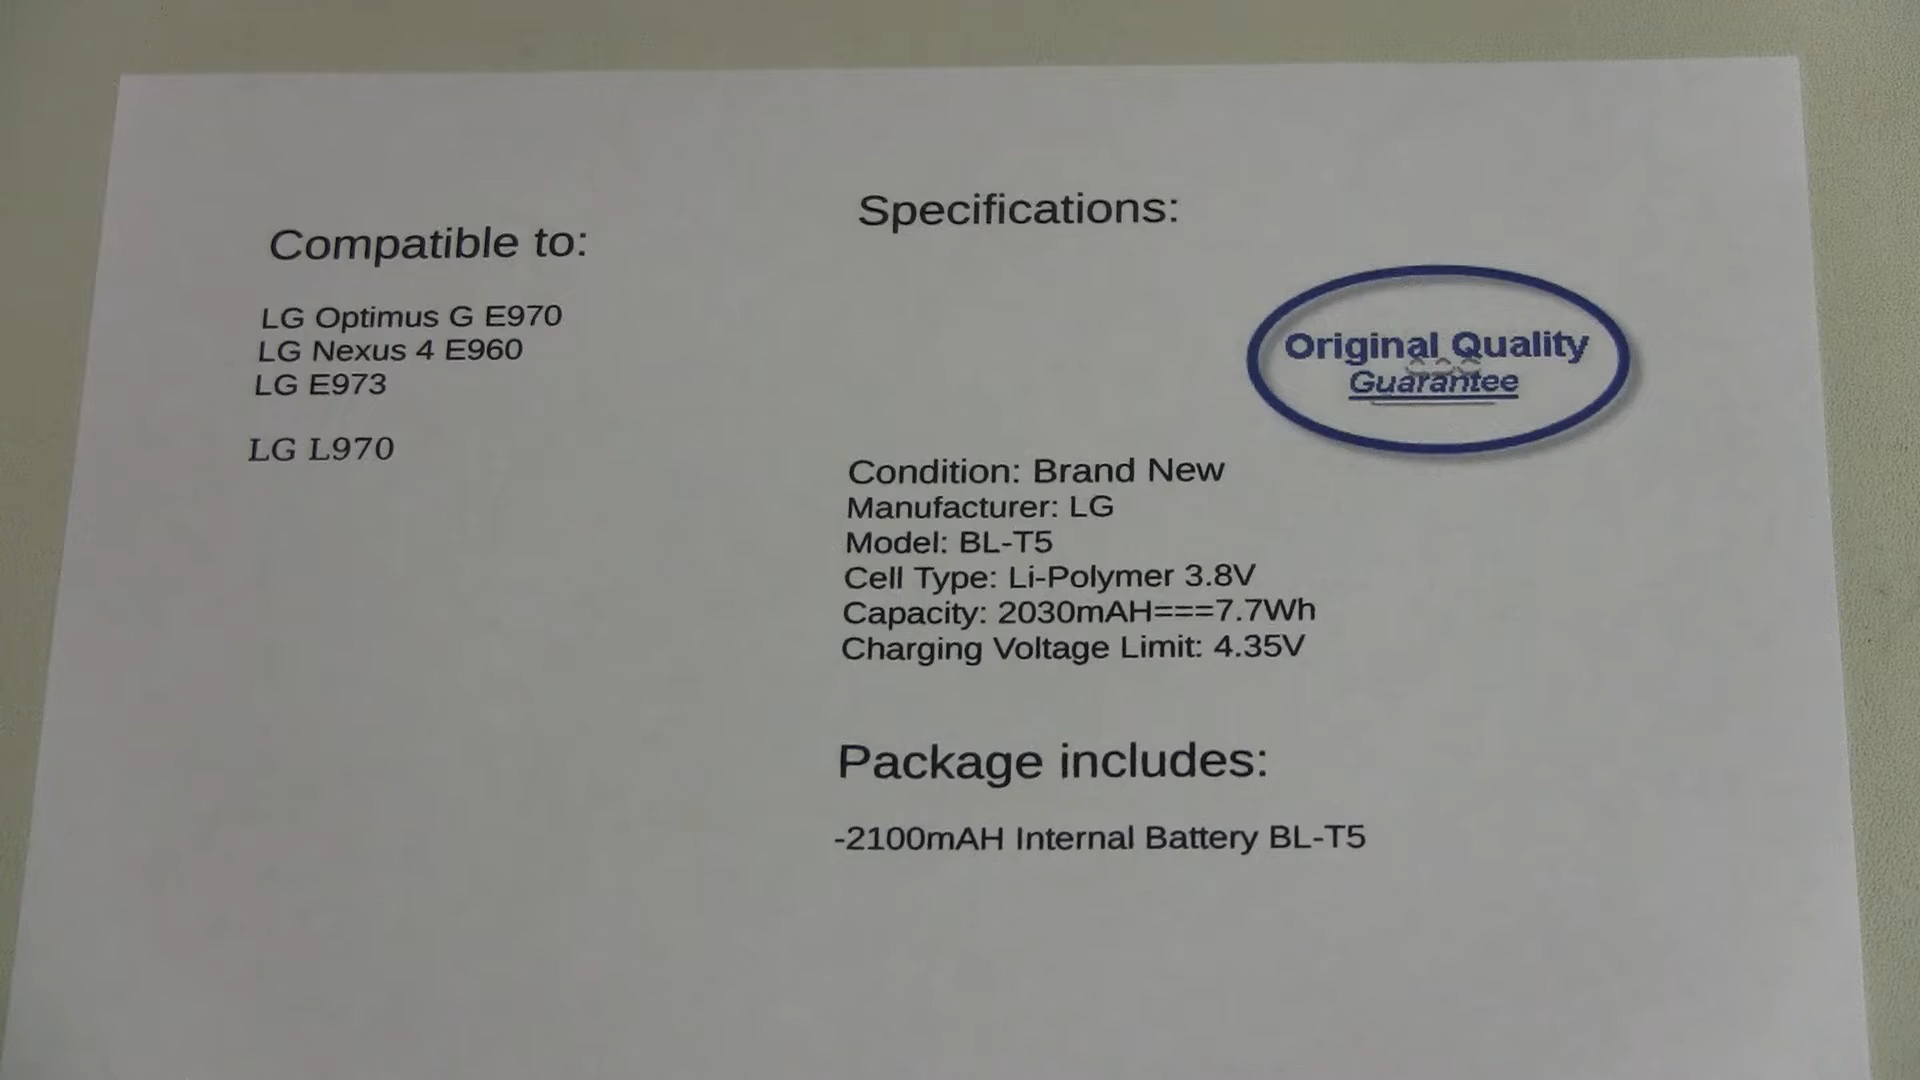 Compatible to:
LG Optimus G E970
LG Nexus 4 E960
LG E973
LG L970
Specifications:
Original Quality
Guarantee
Condition: Brand New
Manufacturer: LG
Model: BL-T5
Cell Type: Li-Polymer 3.8V
Capacity: 2030mAH===7.7Wh
Charging Voltage Limit: 4.35V
Package includes:
-2100mAH Internal Battery BL-T5